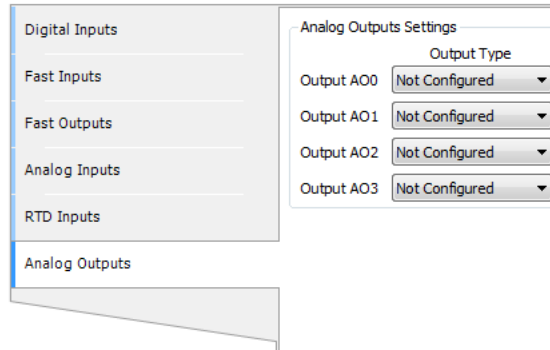 Digital Inputs
Fast Inputs
Fast Outputs
Analog Inputs
RTD Inputs
Analog Outputs
Analog Outputs Settings
Output Type
Output AO0 Not Configured
Output AO1 Not Configured
Output AO2 Not Configured
Output AO3 Not Configured